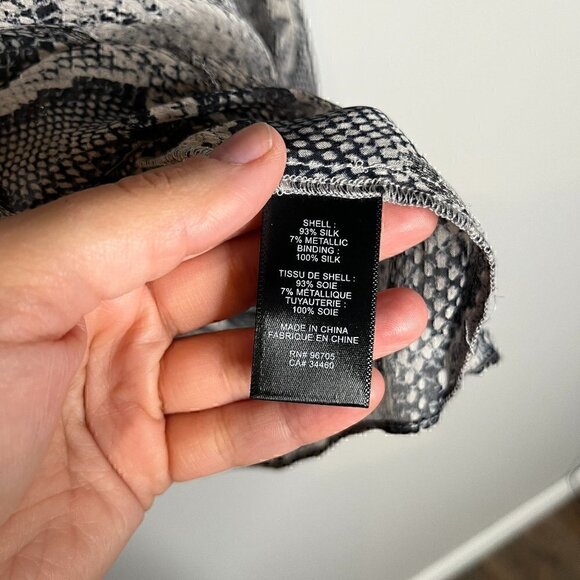 SHELL :
93% SILK
7% METALLIC
BINDING :
100% SILK
TISSU DE SHELL :
93% SOIE
7% MÉTALLIQUE
TUYAUTERIE :
100% SOIE
MADE IN CHINA
FABRIQUE EN CHINE
RN# 96705
CA# 34460